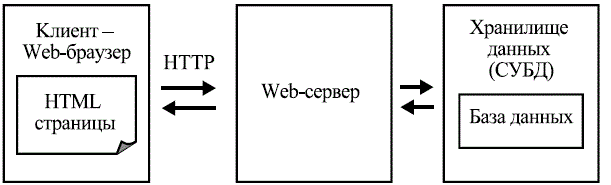 Клиент –
Web-браузер
HTML
страницы
HTTP
Web-сервер
Хранилище
данных
(СУБД)
База данных